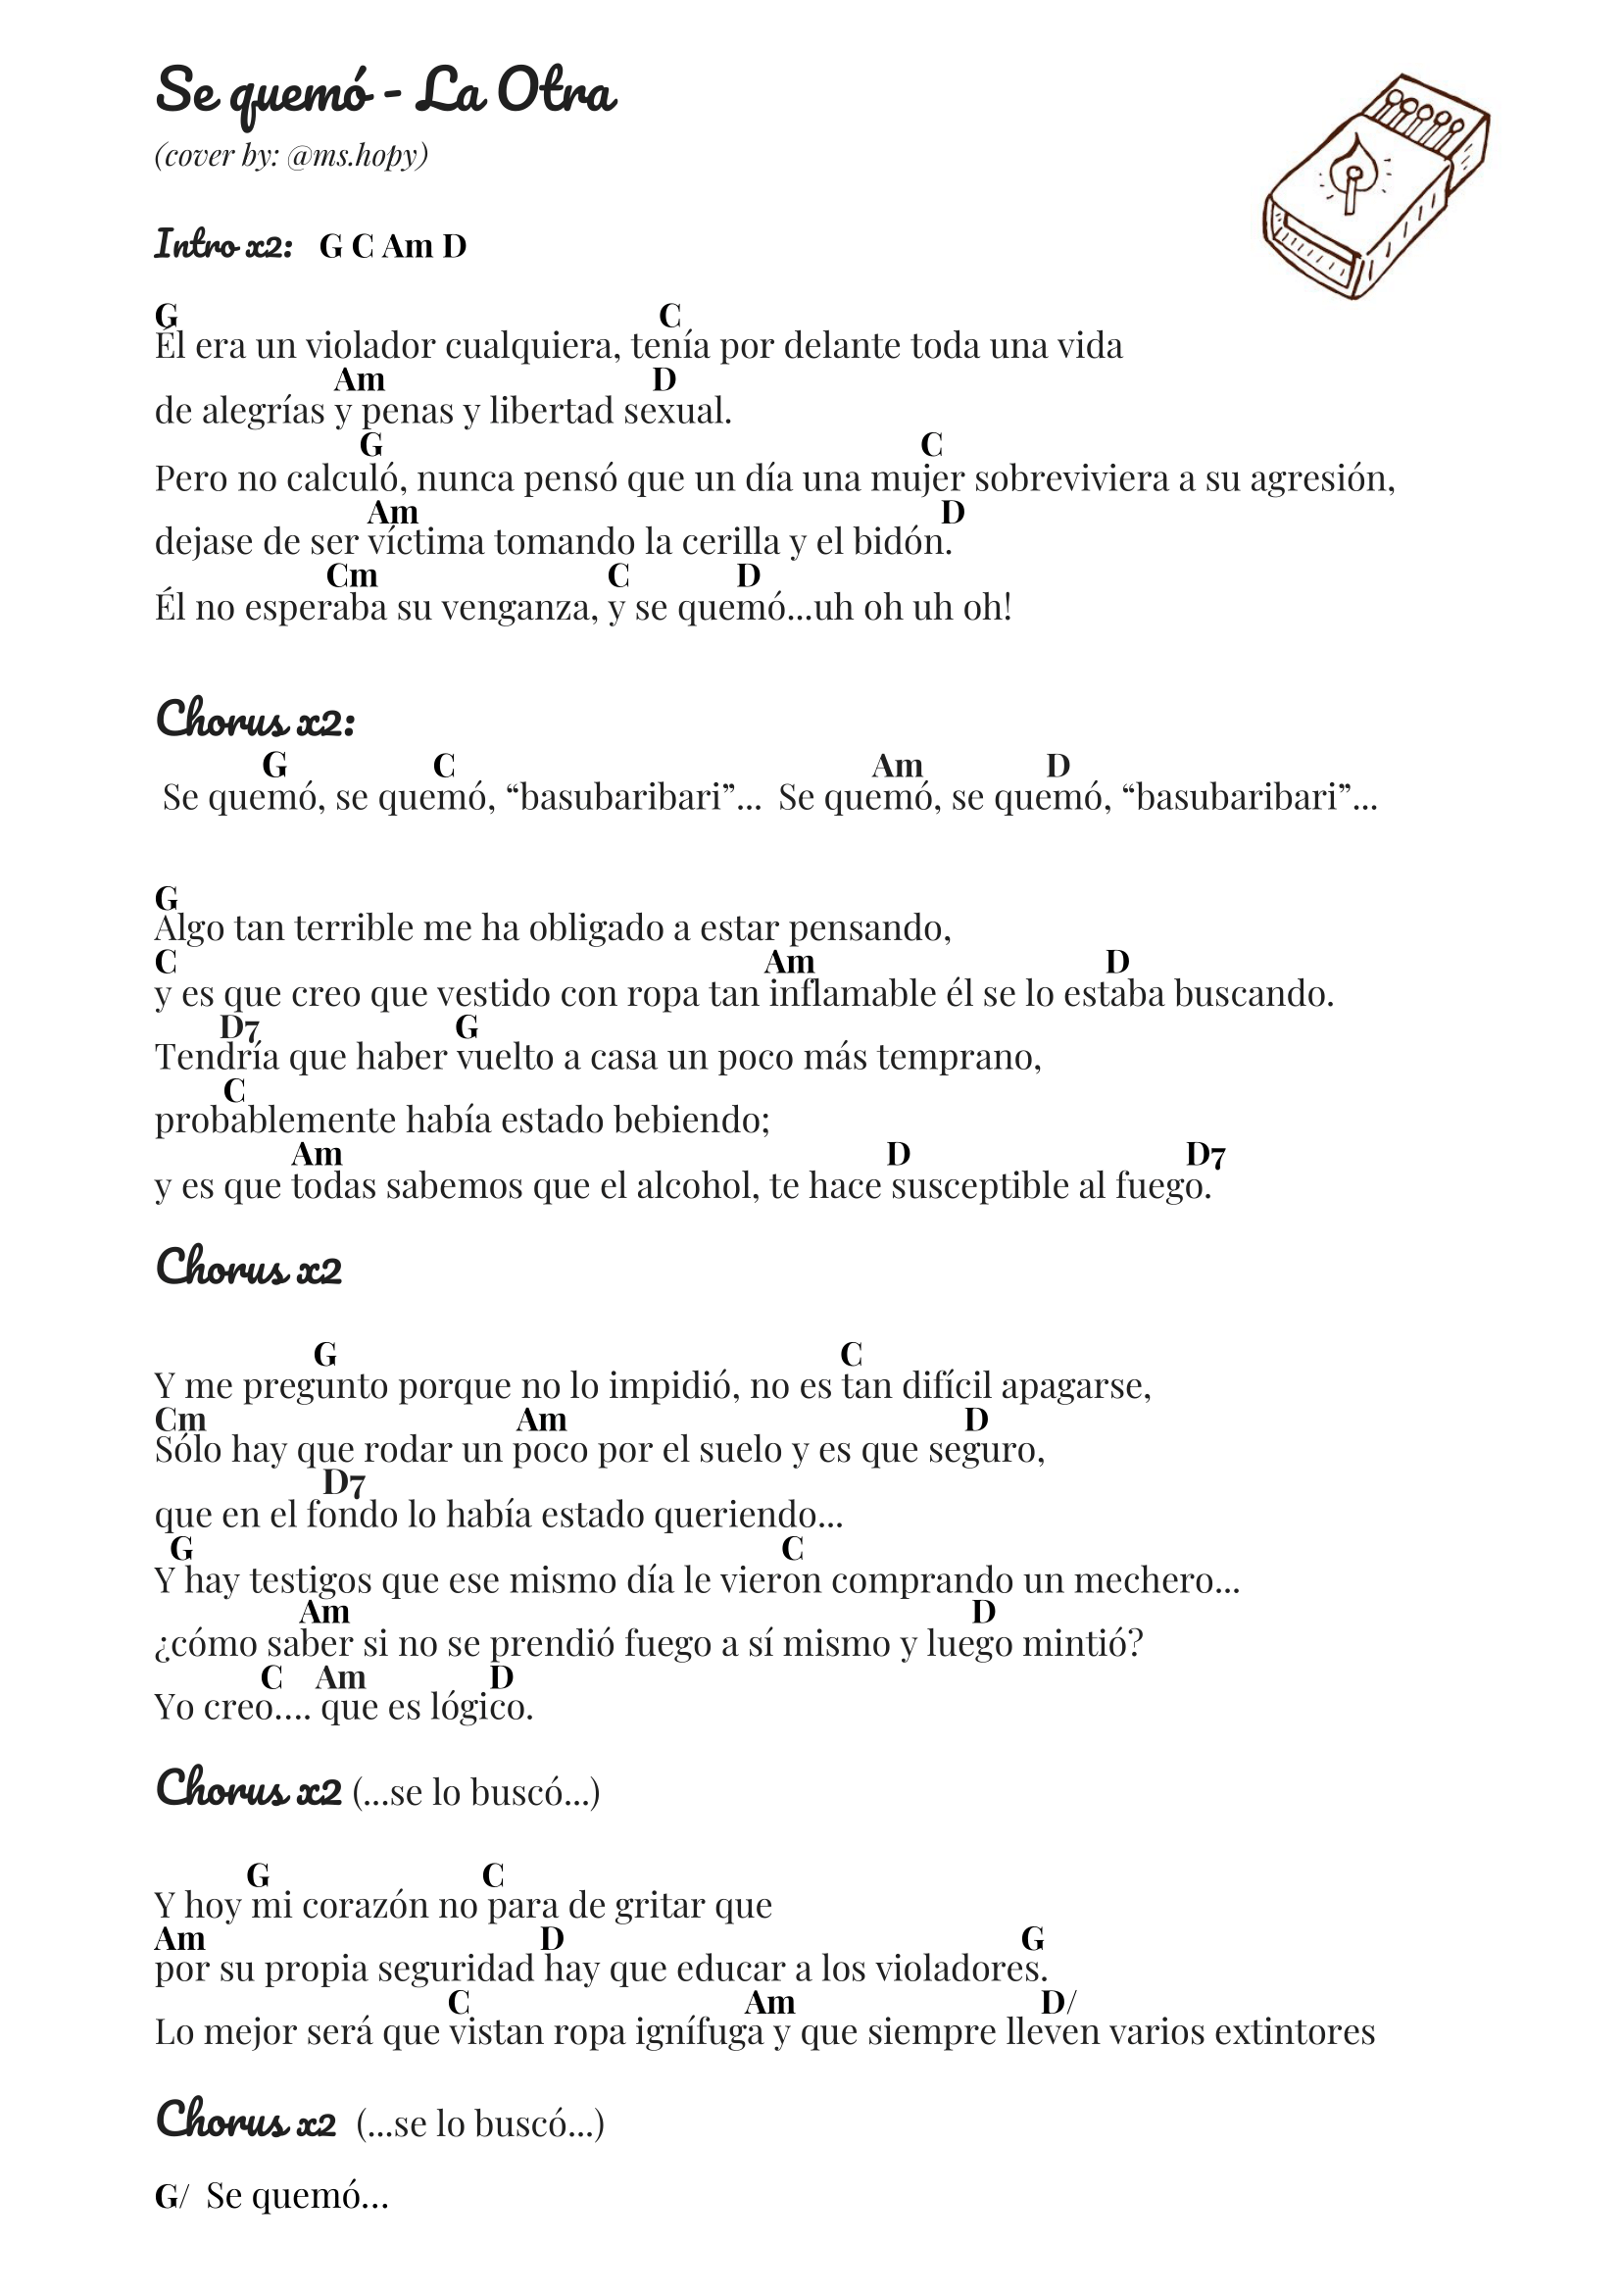 Se quemó - La Otra
(cover by: @ms.hopy)
Intro x2: G C Am D
G C
Él era un violador cualquiera, tenía por delante toda una vida
Am D
de alegrías y penas y libertad sexual.
G C
Pero no calculó, nunca pensó que un día una mujer sobreviviera a su agresión,
Am D
dejase de ser víctima tomando la cerilla y el bidón.
Cm C D
Él no esperaba su venganza, y se quemó...uh oh uh oh!
Chorus x2:
G C Am D
Se quemó, se quemó, “basubaribari”... Se quemó, se quemó, “basubaribari”...
G
Algo tan terrible me ha obligado a estar pensando,
C Am D
y es que creo que vestido con ropa tan inflamable él se lo estaba buscando.
D7 G
Tendría que haber vuelto a casa un poco más temprano,
C
probablemente había estado bebiendo;
Am D D7
y es que todas sabemos que el alcohol, te hace susceptible al fuego.
Chorus x2
G C
Y me pregunto porque no lo impidió, no es tan difícil apagarse,
Cm Am D
Sólo hay que rodar un poco por el suelo y es que seguro,
D7
que en el fondo lo había estado queriendo...
G C
Y hay testigos que ese mismo día le vieron comprando un mechero...
Am D
¿cómo saber si no se prendió fuego a sí mismo y luego mintió?
C Am D
Yo creo.... que es lógico.
Chorus x2 (...se lo buscó...)
G C
Y hoy mi corazón no para de gritar que
Am D G
por su propia seguridad hay que educar a los violadores.
C Am D/
Lo mejor será que vistan ropa ignífuga y que siempre lleven varios extintores
Chorus x2 (...se lo buscó...)
G/ Se quemó...